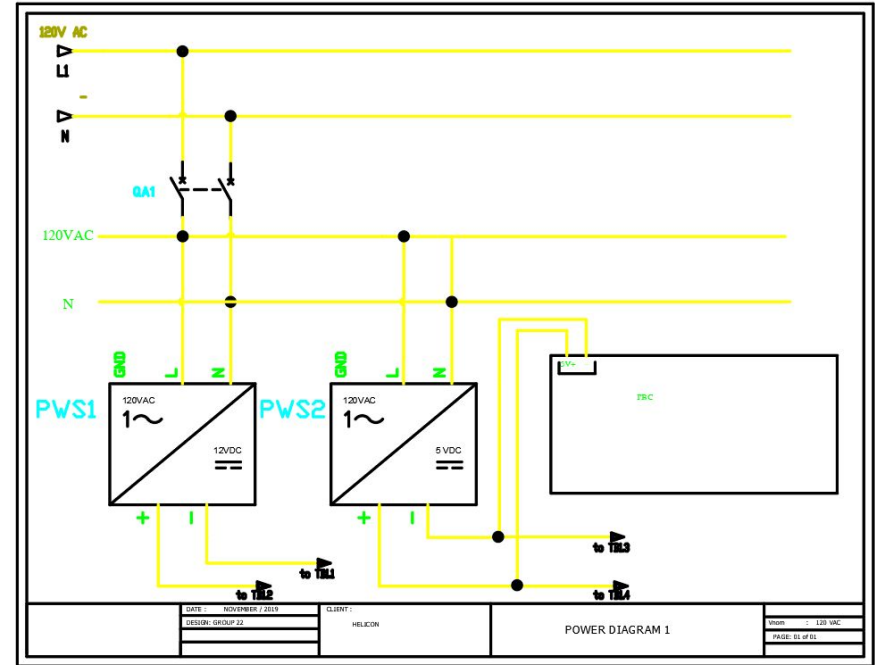 120V AC
L1
-
N
QA1
120VAC
N
GND L N
GND L N
PWS1
120VAC
1~
12VDC
PWS2
120VAC
1~
5 VDC
5V-
+ -
+ -
to TBL1
to TBL2
to TBL3
to TBL4
DATE : NOVEMBER / 2019
DESIGN: GROUP 22
CLIENT :
HELICON
POWER DIAGRAM 1
Vnom : 120 VAC
PAGE: 01 of 01